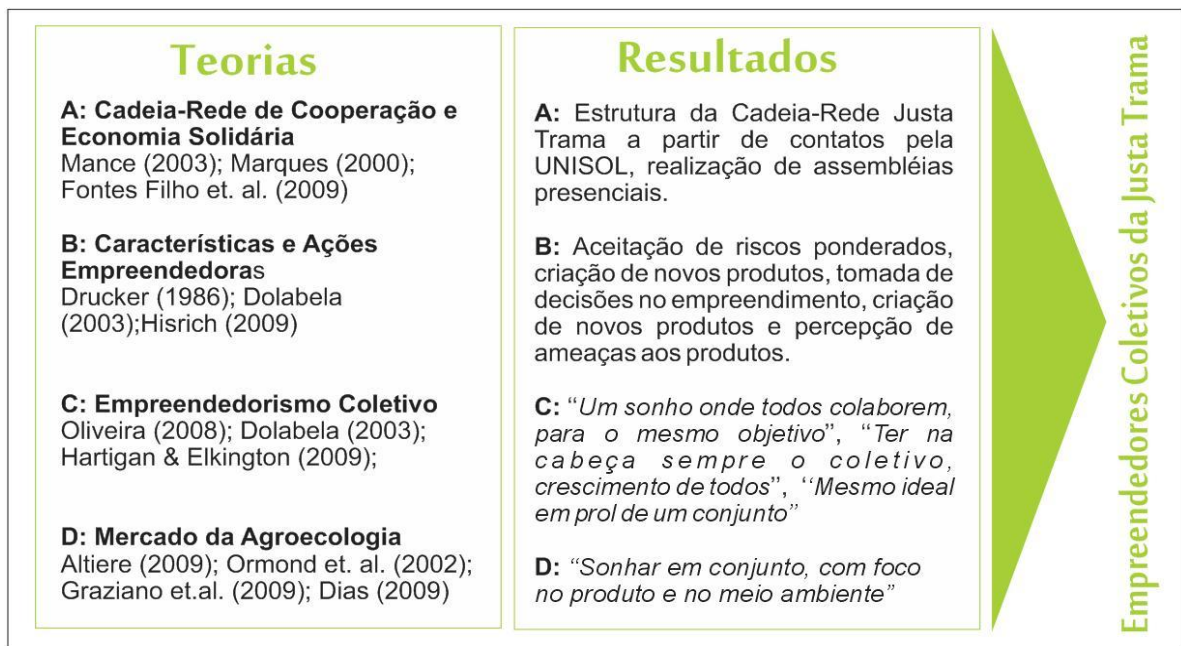 Teorias
A: Cadeia-Rede de Cooperação e
Economia Solidária
Mance (2003); Marques (2000);
Fontes Filho et. al. (2009)
B: Características e Ações
Empreendedoras
Drucker (1986); Dolabela
(2003);Hisrich (2009)
C: Empreendedorismo Coletivo
Oliveira (2008); Dolabela (2003);
Hartigan & Elkington (2009);
D: Mercado da Agroecologia
Altiere (2009); Ormond et. al. (2002);
Graziano et.al. (2009); Dias (2009)
Resultados
A: Estrutura da Cadeia-Rede Justa
Trama a partir de contatos pela
UNISOL, realização de assembléias
presenciais.
B: Aceitação de riscos ponderados,
criação de novos produtos, tomada de
decisões no empreendimento, criação
de novos produtos e percepção de
ameaças aos produtos.
C: “Um sonho onde todos colaborem,
para o mesmo objetivo”, “Ter na
cabeça sempre o coletivo,
crescimento de todos”, ‘‘Mesmo ideal
em prol de um conjunto”
D: “Sonhar em conjunto, com foco
no produto e no meio ambiente”
Empreendedores Coletivos da Justa Trama